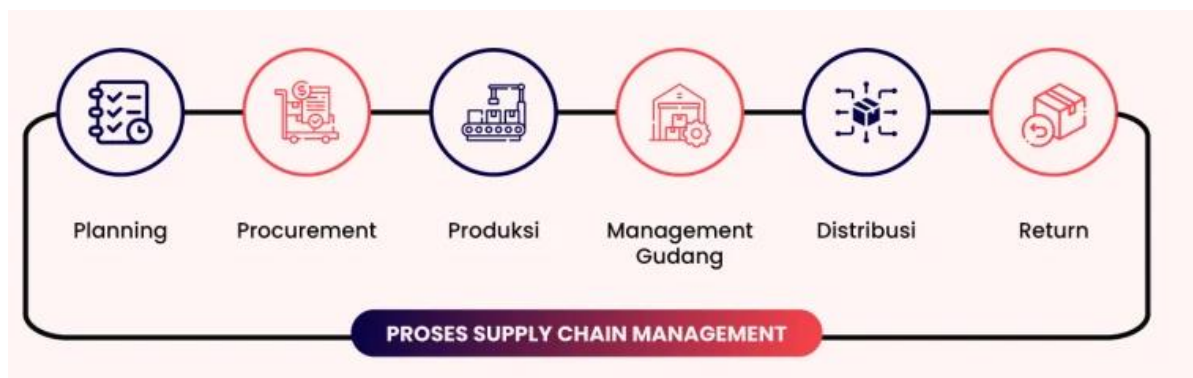 Planning
Procurement
Produksi
Management
Gudang
Distribusi
Return
PROSES SUPPLY CHAIN MANAGEMENT